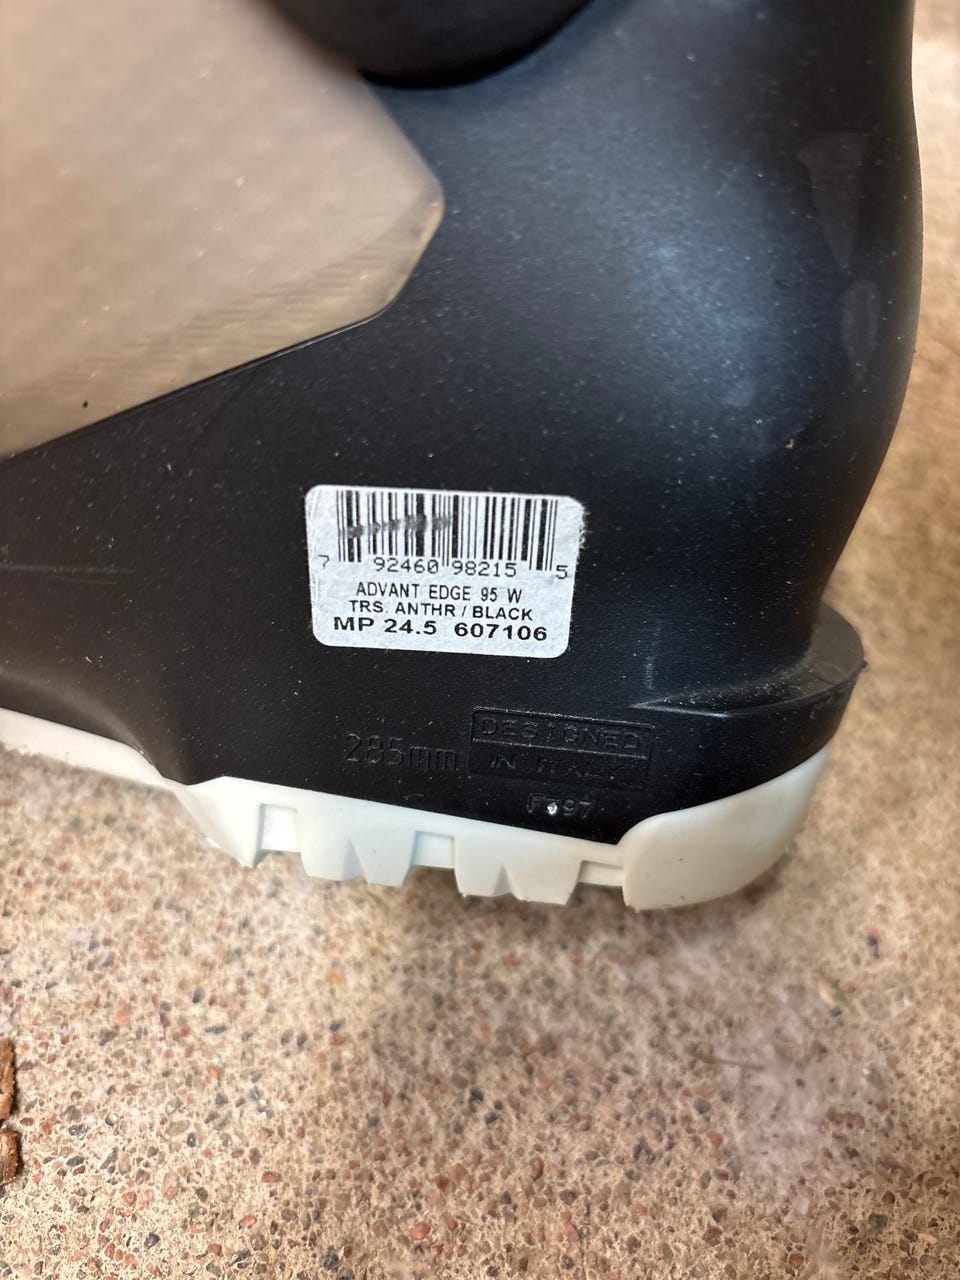 7 92460 98215 5
ADVANT EDGE 95 W
TRS. ANTHR / BLACK
MP 24.5 607106
285mm
DESIGNED
IN ITALY